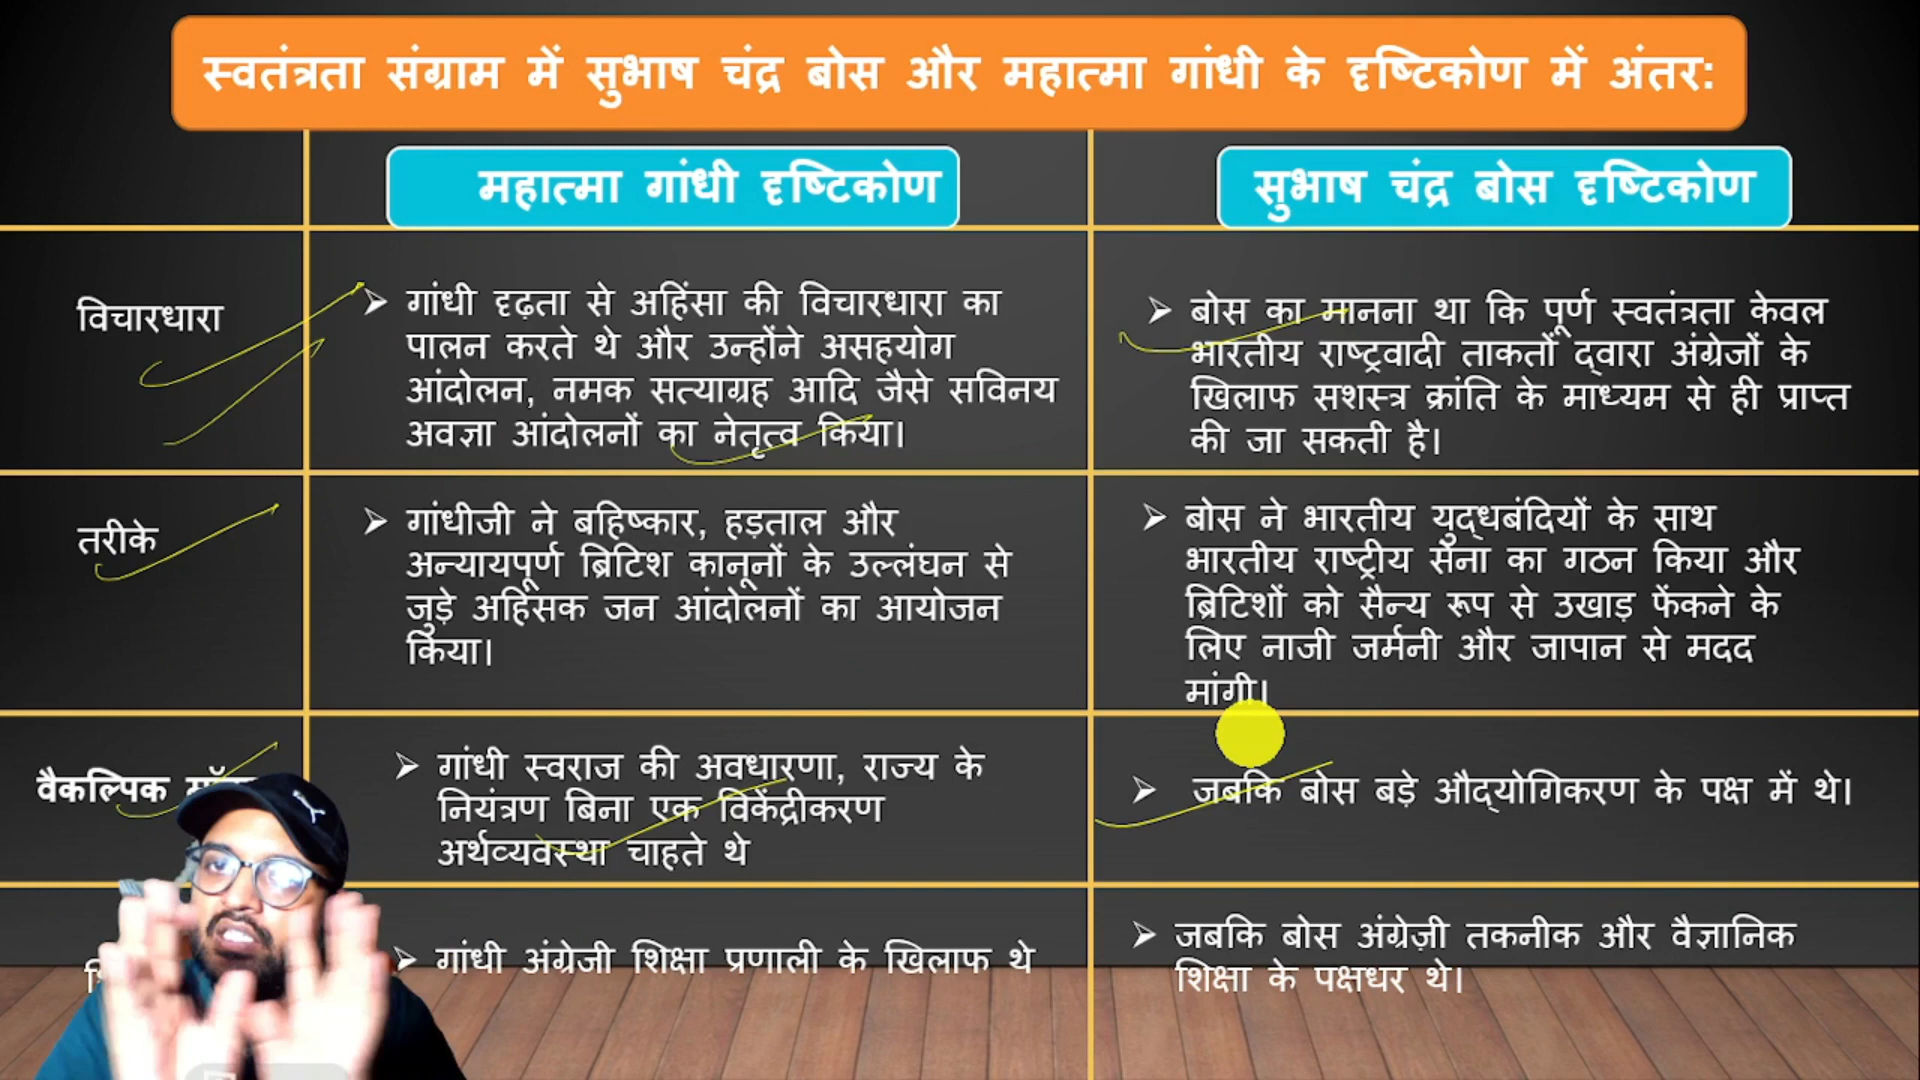 स्वतंत्रता संग्राम में सुभाष चंद्र बोस और महात्मा गांधी के दृष्टिकोण में अंतर:
महात्मा गांधी दृष्टिकोण
सुभाष चंद्र बोस दृष्टिकोण
विचारधारा
गांधी दृढ़ता से अहिंसा की विचारधारा का
पालन करते थे और उन्होंने असहयोग
आंदोलन, नमक सत्याग्रह आदि जैसे सविनय
अवज्ञा आंदोलनों का नेतृत्व किया।
बोस का मानना था कि पूर्ण स्वतंत्रता केवल
भारतीय राष्ट्रवादी ताकतों द्वारा अंग्रेजों के
खिलाफ सशस्त्र क्रांति के माध्यम से ही प्राप्त
की जा सकती है।
तरीके
गांधीजी ने बहिष्कार, हड़ताल और
अन्यायपूर्ण ब्रिटिश कानूनों के उल्लंघन से
जुड़े अहिंसक जन आंदोलनों का आयोजन
किया।
बोस ने भारतीय युद्धबंदियों के साथ
भारतीय राष्ट्रीय सेना का गठन किया और
ब्रिटिशों को सैन्य रूप से उखाड़ फेंकने के
लिए नाजी जर्मनी और जापान से मदद
मांगी।
वैकल्पिक
गांधी स्वराज की अवधारणा, राज्य के
नियंत्रण बिना एक विकेंद्रीकरण
अर्थव्यवस्था चाहते थे
जबकि बोस बड़े औद्योगिकरण के पक्ष में थे।
गांधी अंग्रेजी शिक्षा प्रणाली के खिलाफ थे
जबकि बोस अंग्रेज़ी तकनीक और वैज्ञानिक
शिक्षा के पक्षधर थे।